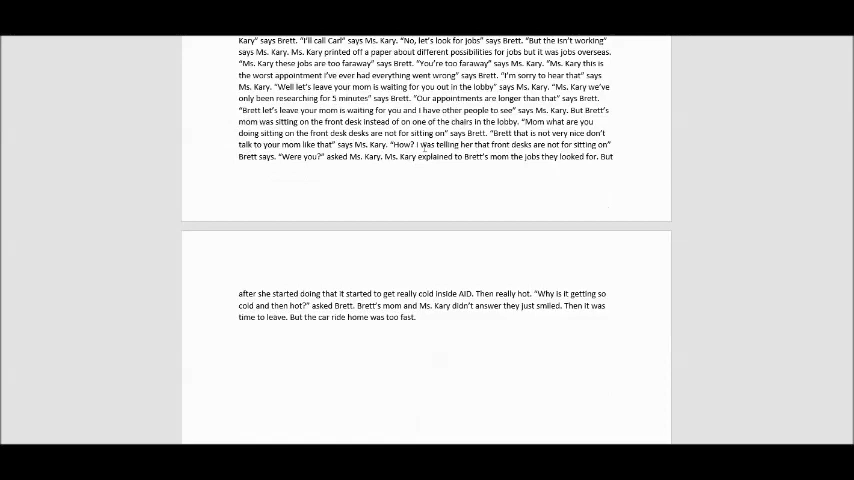 Kary" says Brett. "I'll call Carl" says Ms. Kary. "No, let's look for jobs" says Brett. "But the isn't working"
says Ms. Kary. Ms. Kary printed off a paper about different possibilities for jobs but it was jobs overseas.
"Ms. Kary these jobs are too faraway" says Brett. "You're too faraway" says Ms. Kary. "Ms. Kary this is
the worst appointment I've ever had everything went wrong" says Brett. "I'm sorry to hear that" says
Ms. Kary. "Well let's leave your mom is waiting for you out in the lobby" says Ms. Kary. "Ms. Kary we've
only been researching for 5 minutes" says Brett. "Our appointments are longer than that" says Brett.
"Brett let's leave your mom is waiting for you and I have other people to see" says Ms. Kary. But Brett's
mom was sitting on the front desk instead of on one of the chairs in the lobby. "Mom what are you
doing sitting on the front desk desks are not for sitting on" says Brett. "Brett that is not very nice don't
talk to your mom like that" says Ms. Kary. "How? I was telling her that front desks are not for sitting on"
Brett says. "Were you?" asked Ms. Kary. Ms. Kary explained to Brett's mom the jobs they looked for. But
after she started doing that it started to get really cold inside AID. Then really hot. "Why is it getting so
cold and then hot?" asked Brett. Brett's mom and Ms. Kary didn't answer they just smiled. Then it was
time to leave. But the car ride home was too fast.